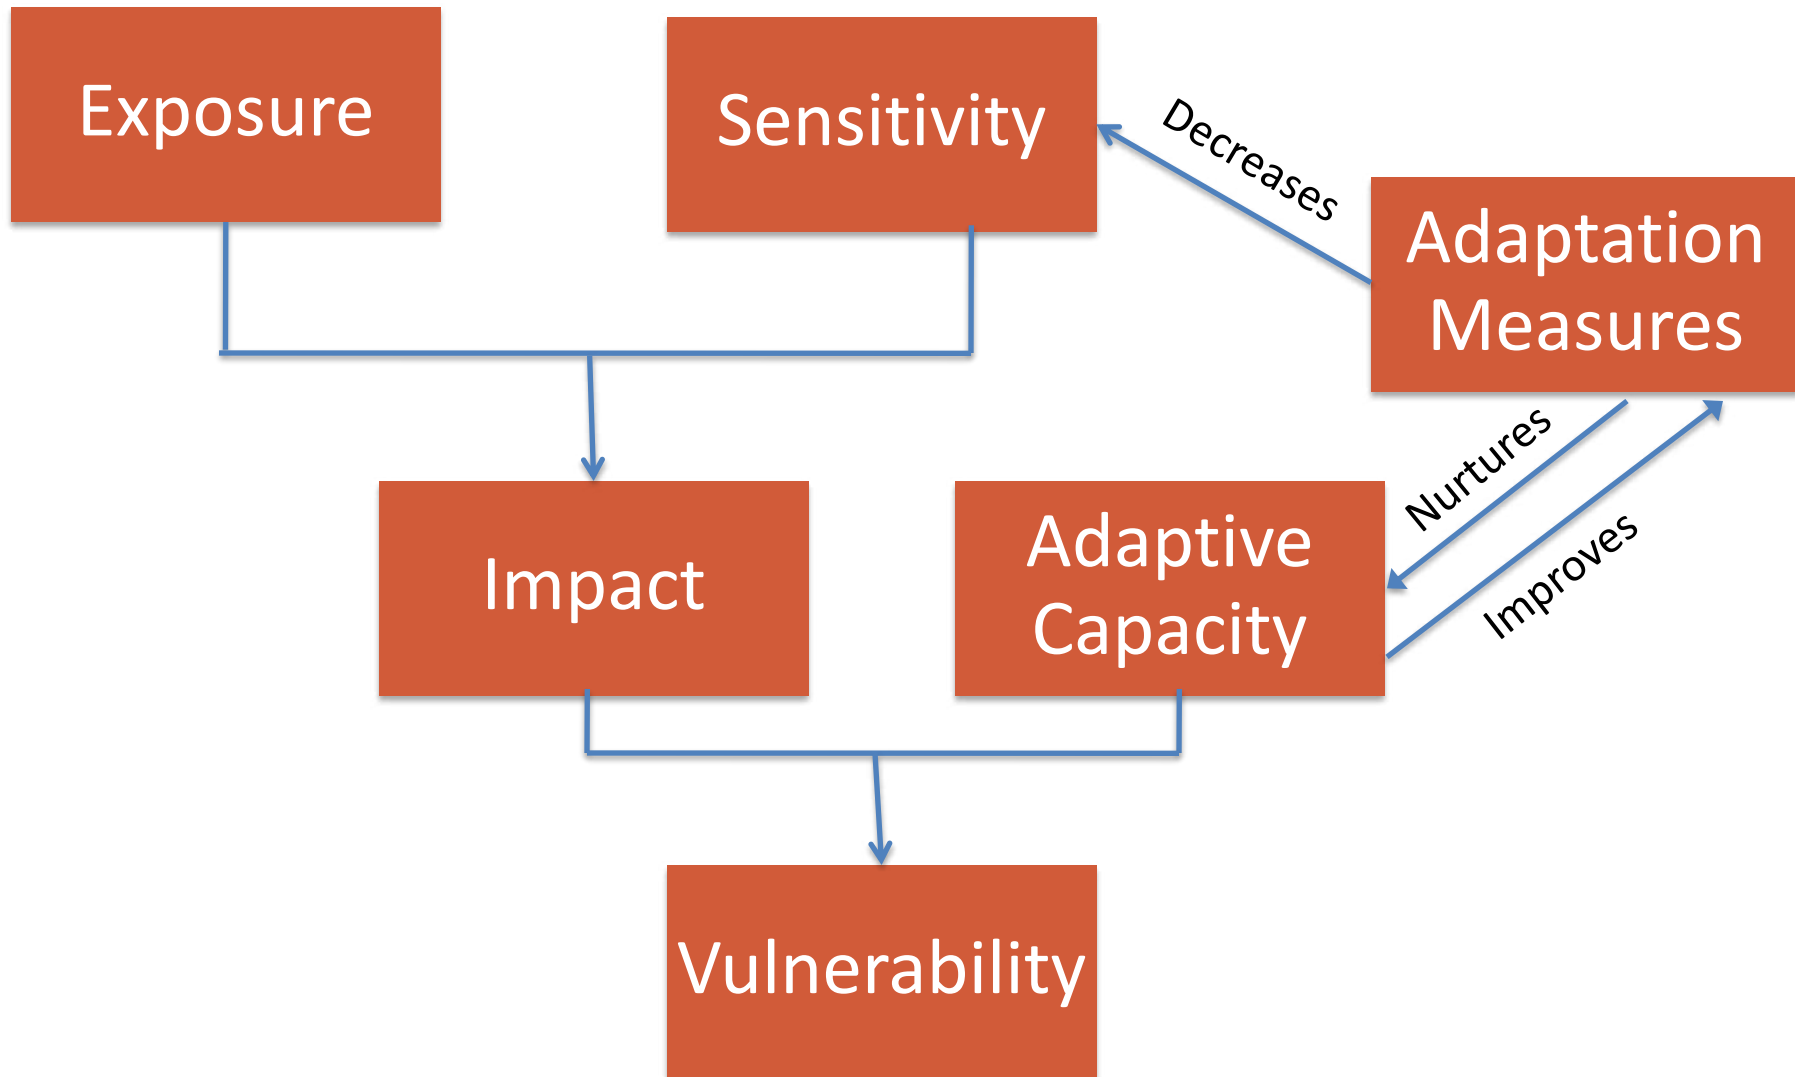 Exposure
Sensitivity
Decreases
Adaptation
Measures
Nurtures
Improves
Impact
Adaptive
Capacity
Vulnerability